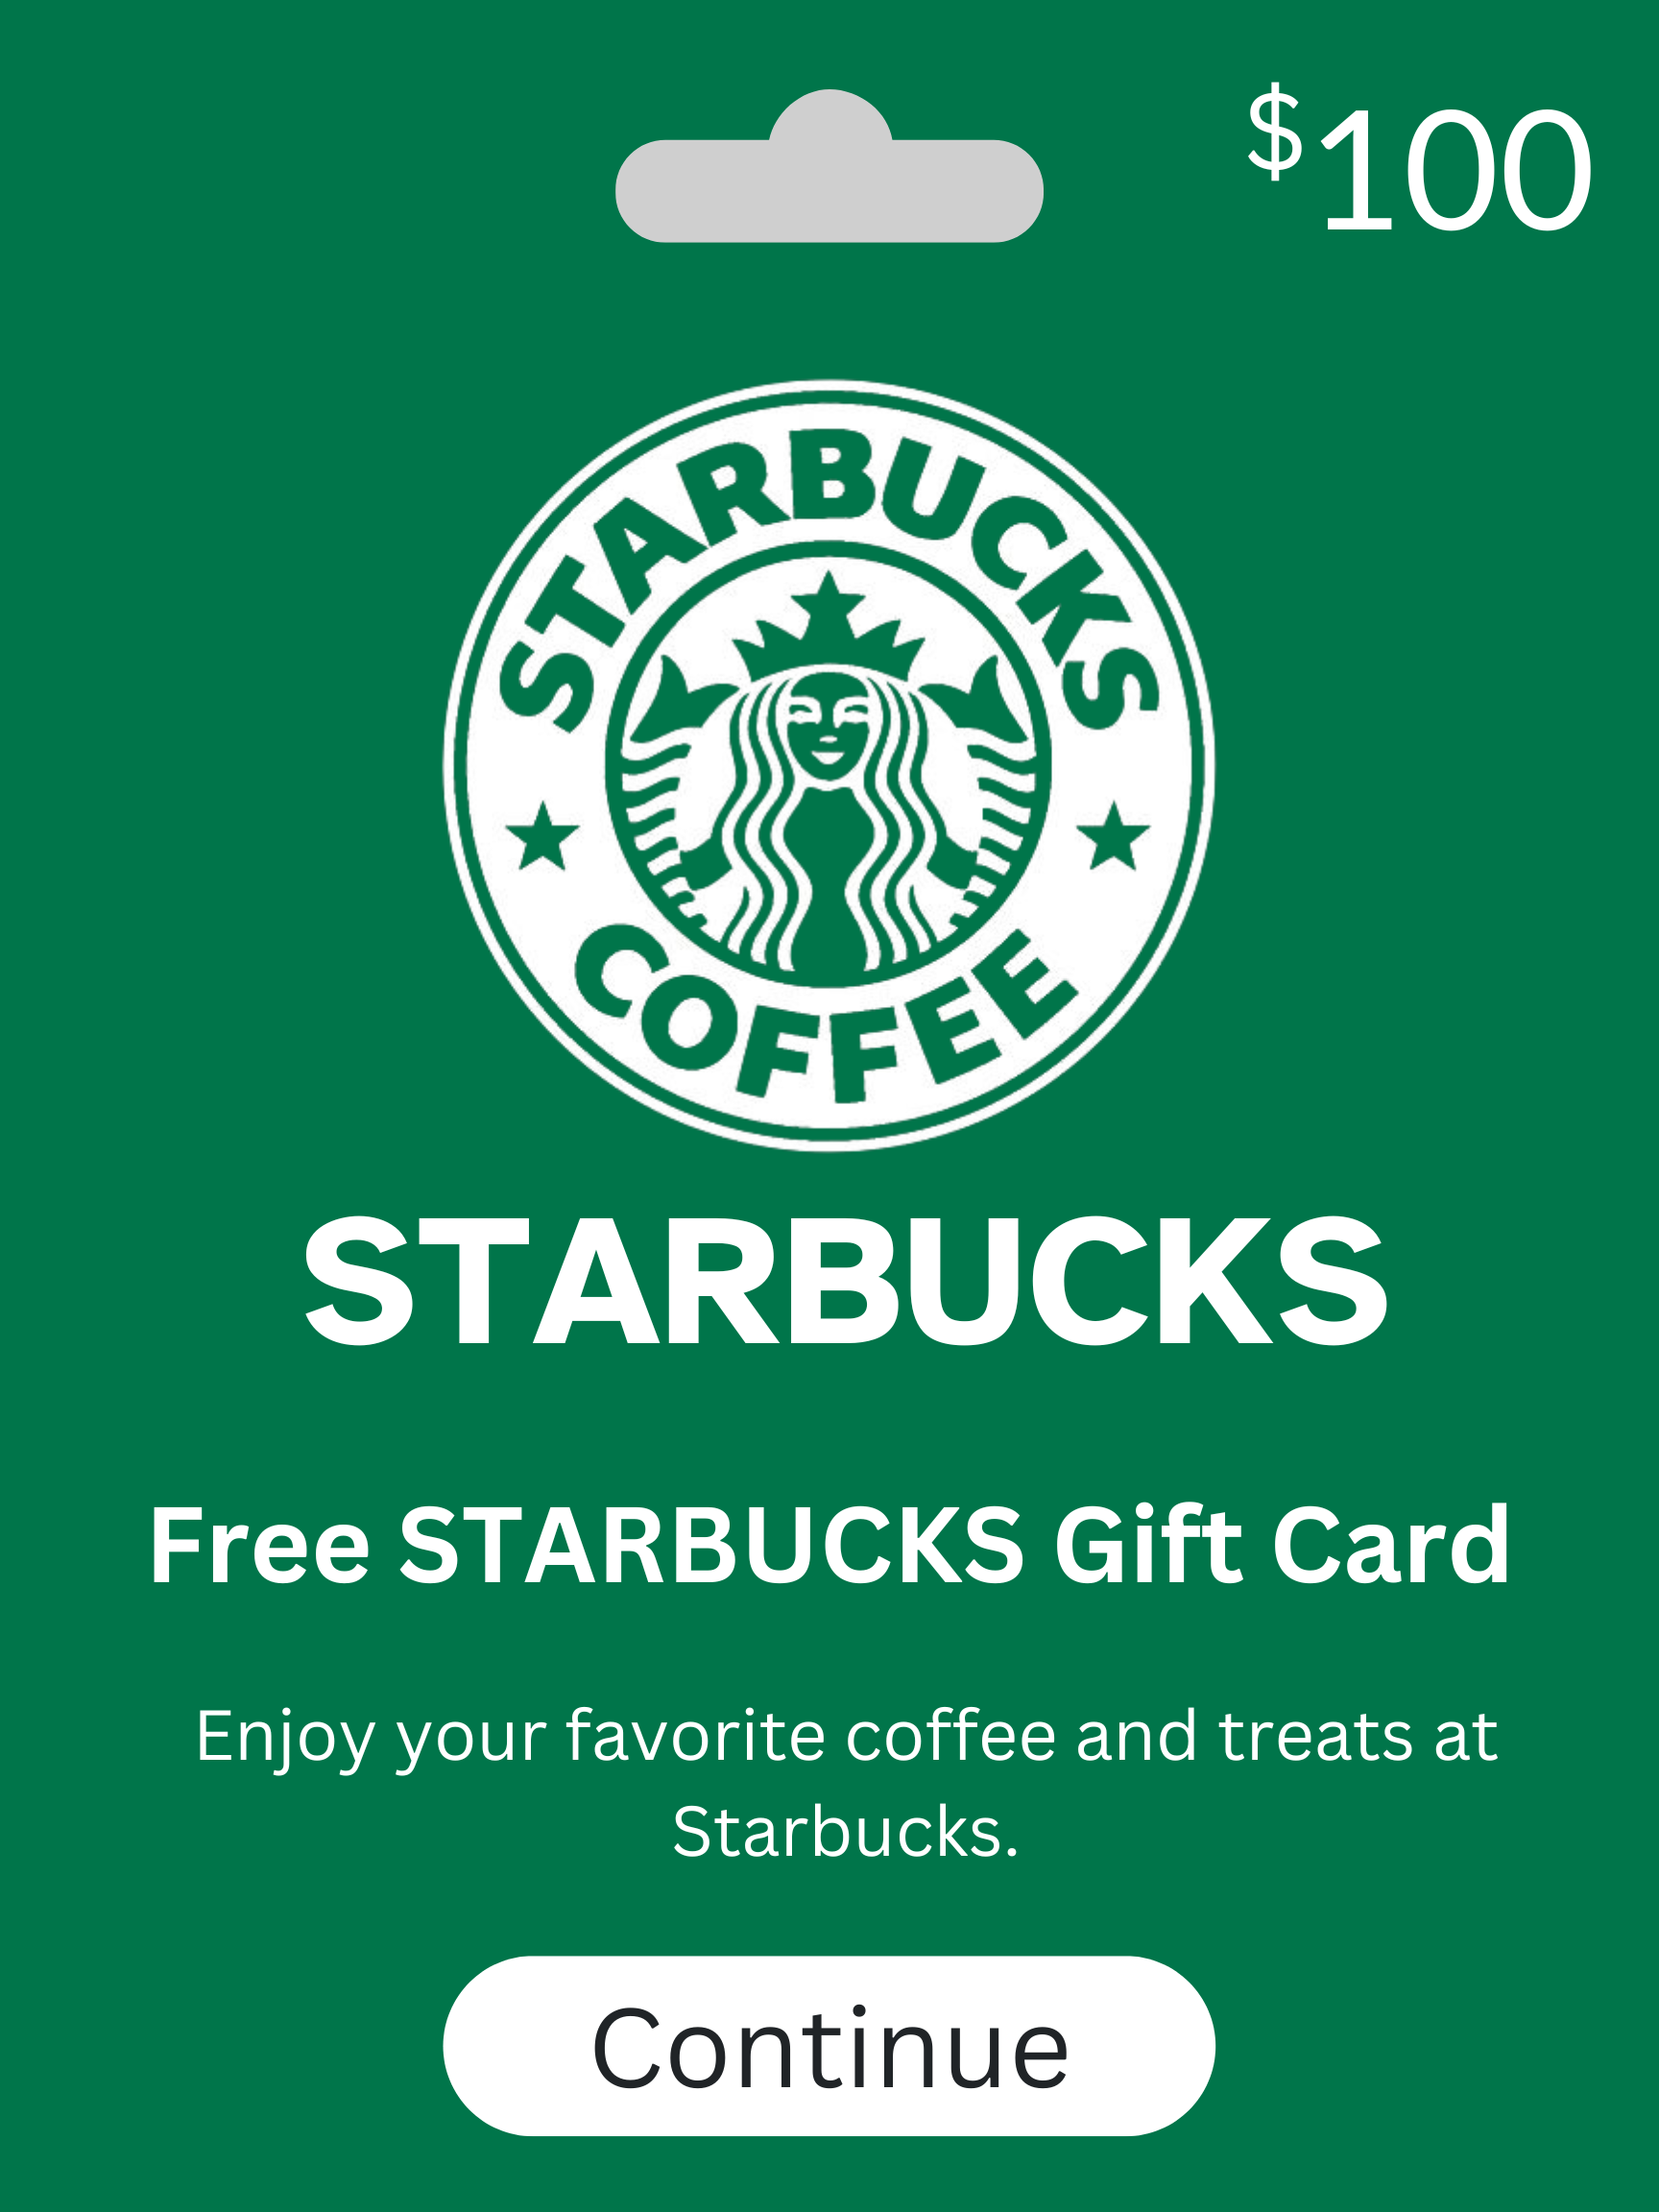 $100
STARBUCKS
COFFEE
STARBUCKS
Free STARBUCKS Gift Card
Enjoy your favorite coffee and treats at
Starbucks.
Continue